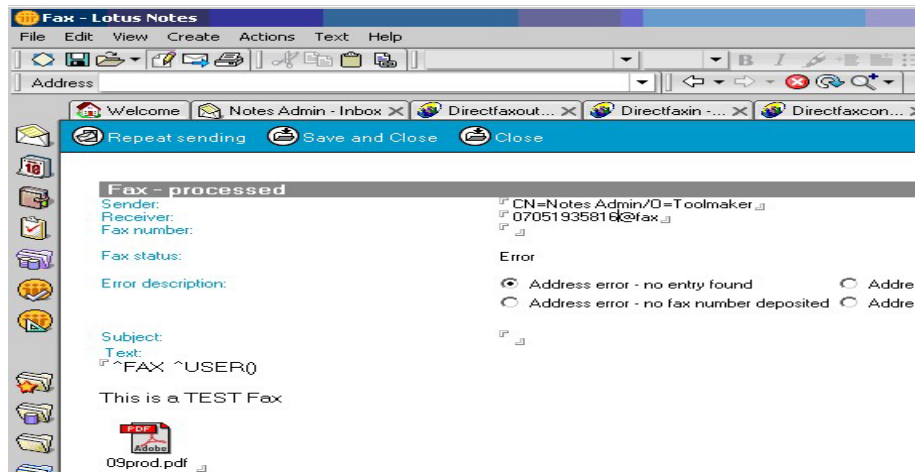 Fax - Lotus Notes
File Edit View Create Actions Text Help
B I
Address
Welcome Notes Admin - Inbox Directfaxout... Directfaxin -... Directfaxcon...
Repeat sending Save and Close Close
18
Fax - processed
Sender: CN=Notes Admin/O=Toolmaker
Receiver: 07051935816@fax
Fax number:
Fax status: Error
Error description: Address error - no entry found Addre
Address error - no fax number deposited Addre
Subject:
Text:
^FAX ^USER()
This is a TEST Fax
PDF
Adobe
09prod.pdf